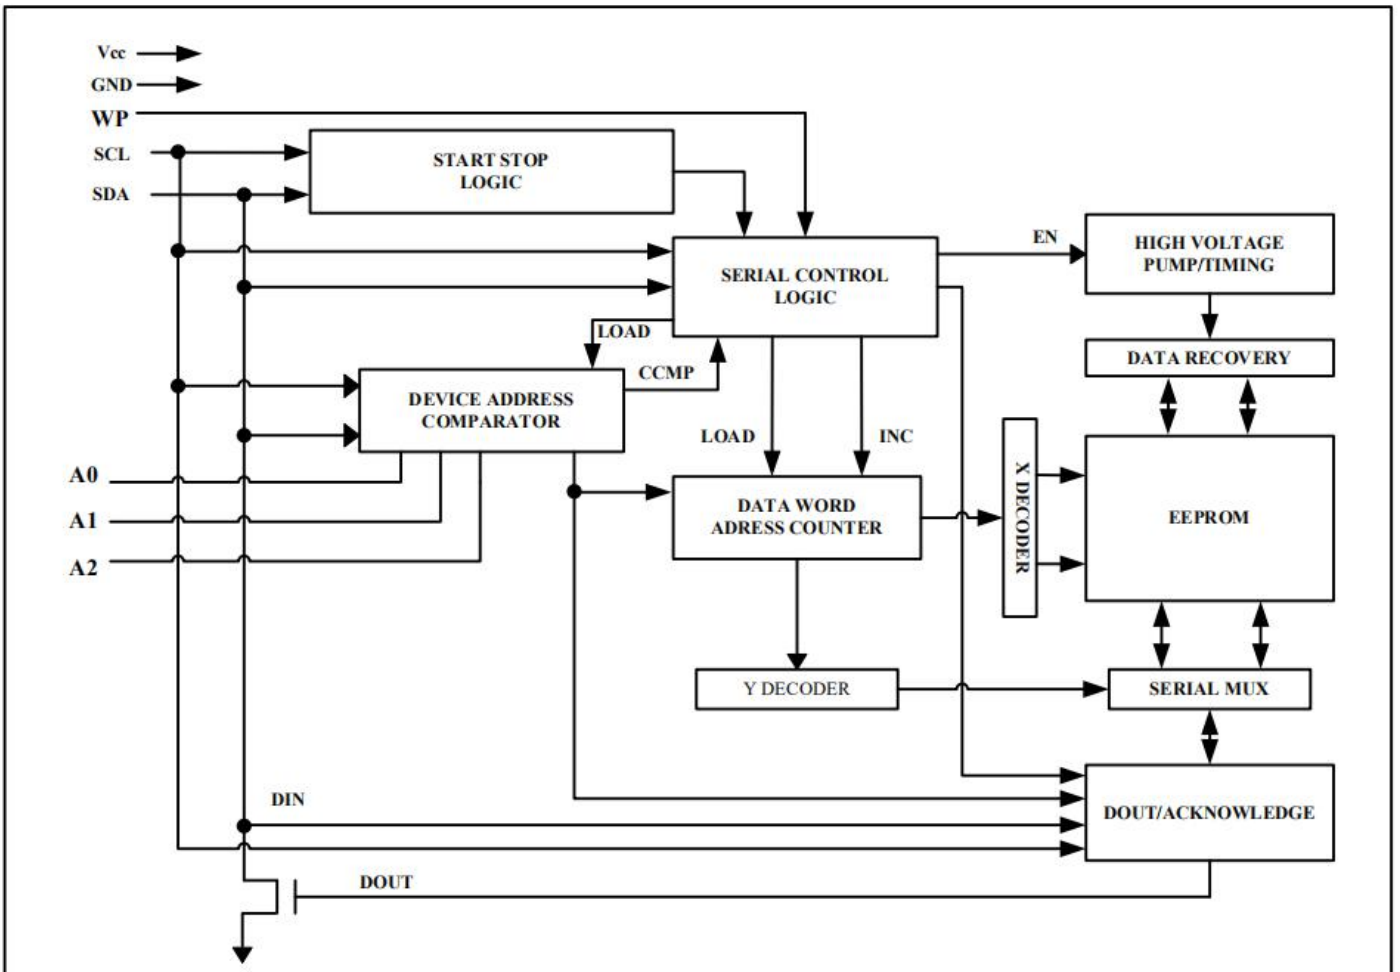 Vcc
GND
WP
SCL
SDA
START STOP
LOGIC
SERIAL CONTROL
LOGIC
EN
HIGH VOLTAGE
PUMP/TIMING
DATA RECOVERY
LOAD
CCMP
DEVICE ADDRESS
COMPARATOR
LOAD
INC
A0
A1
A2
DATA WORD
ADRESS COUNTER
X DECODER
EEPROM
Y DECODER
SERIAL MUX
DIN
DOUT/ACKNOWLEDGE
DOUT